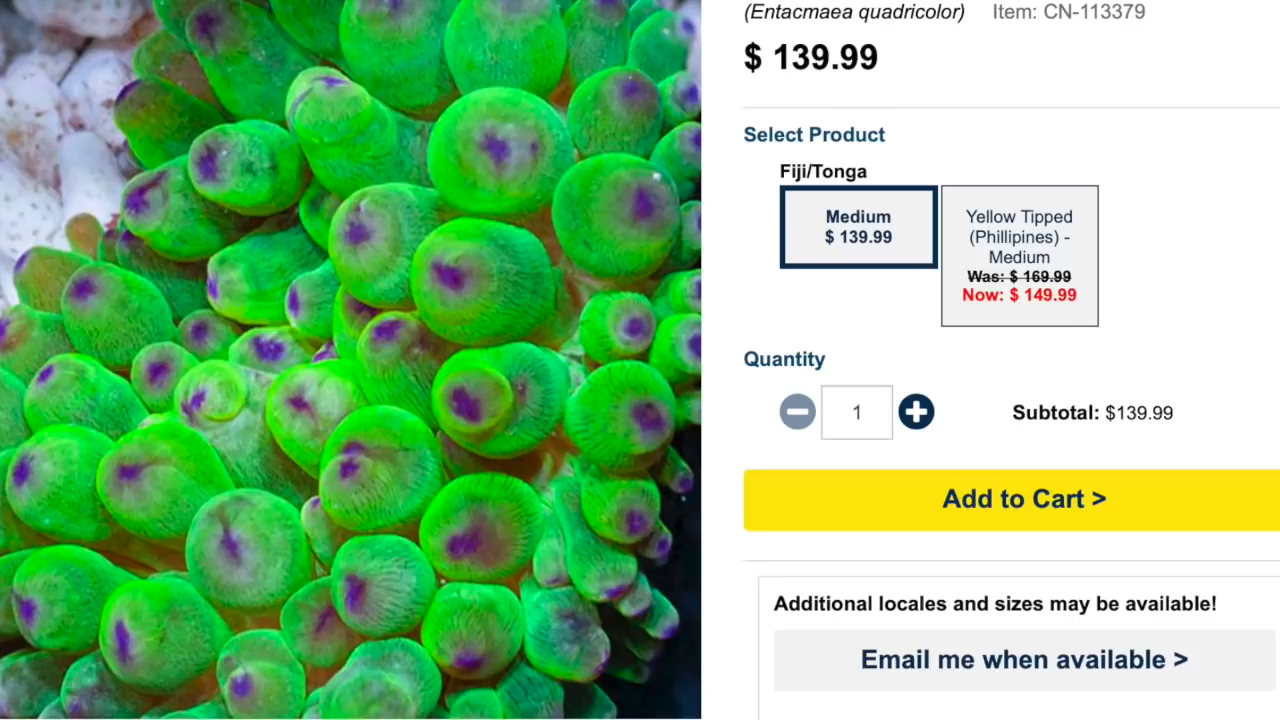 (Entacmaea quadricolor) Item: CN-113379
$ 139.99
Select Product
Fiji/Tonga
Medium
$ 139.99
Yellow Tipped
(Phillipines) -
Medium
Was: $ 169.99
Now: $ 149.99
Quantity
1
Subtotal: $139.99
Add to Cart >
Additional locales and sizes may be available!
Email me when available >